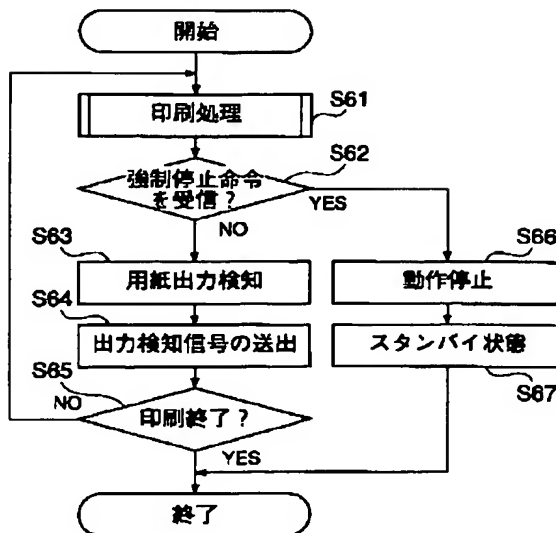 開始
印刷処理
S61
強制停止命令
を受信？
S62
YES
NO
S63
用紙出力検知
S66
動作停止
S64
出力検知信号の送出
スタンバイ状態
S67
S65
NO
印刷終了？
YES
終了